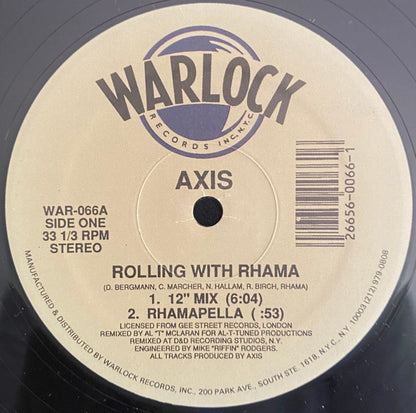 WARLOCK
RECORDS INC. N.Y.C.
AXIS
WAR-066A
SIDE ONE
33 1/3 RPM
STEREO
26656-0066-1
ROLLING WITH RHAMA
(D. BERGMANN, C. MARCHER, N. HALLAM, R. BIRCH, RHAMA)
1. 12" MIX (6:04)
2. RHAMAPELLA ( :53)
LICENSED FROM GEE STREET RECORDS, LONDON
REMIXED BY AL "T" MCLARAN FOR AL-T-TUNED PRODUCTIONS
REMIXED AT D&D RECORDING STUDIOS, N.Y.
ENGINEERED BY MIKE "RIFFIN" RODGERS.
ALL TRACKS PRODUCED BY AXIS
MANUFACTURED & DISTRIBUTED BY WARLOCK RECORDS, INC., 200 PARK AVE., SOUTH STE. 1618, N.Y.C., N.Y. 10003 (212) 979-0808